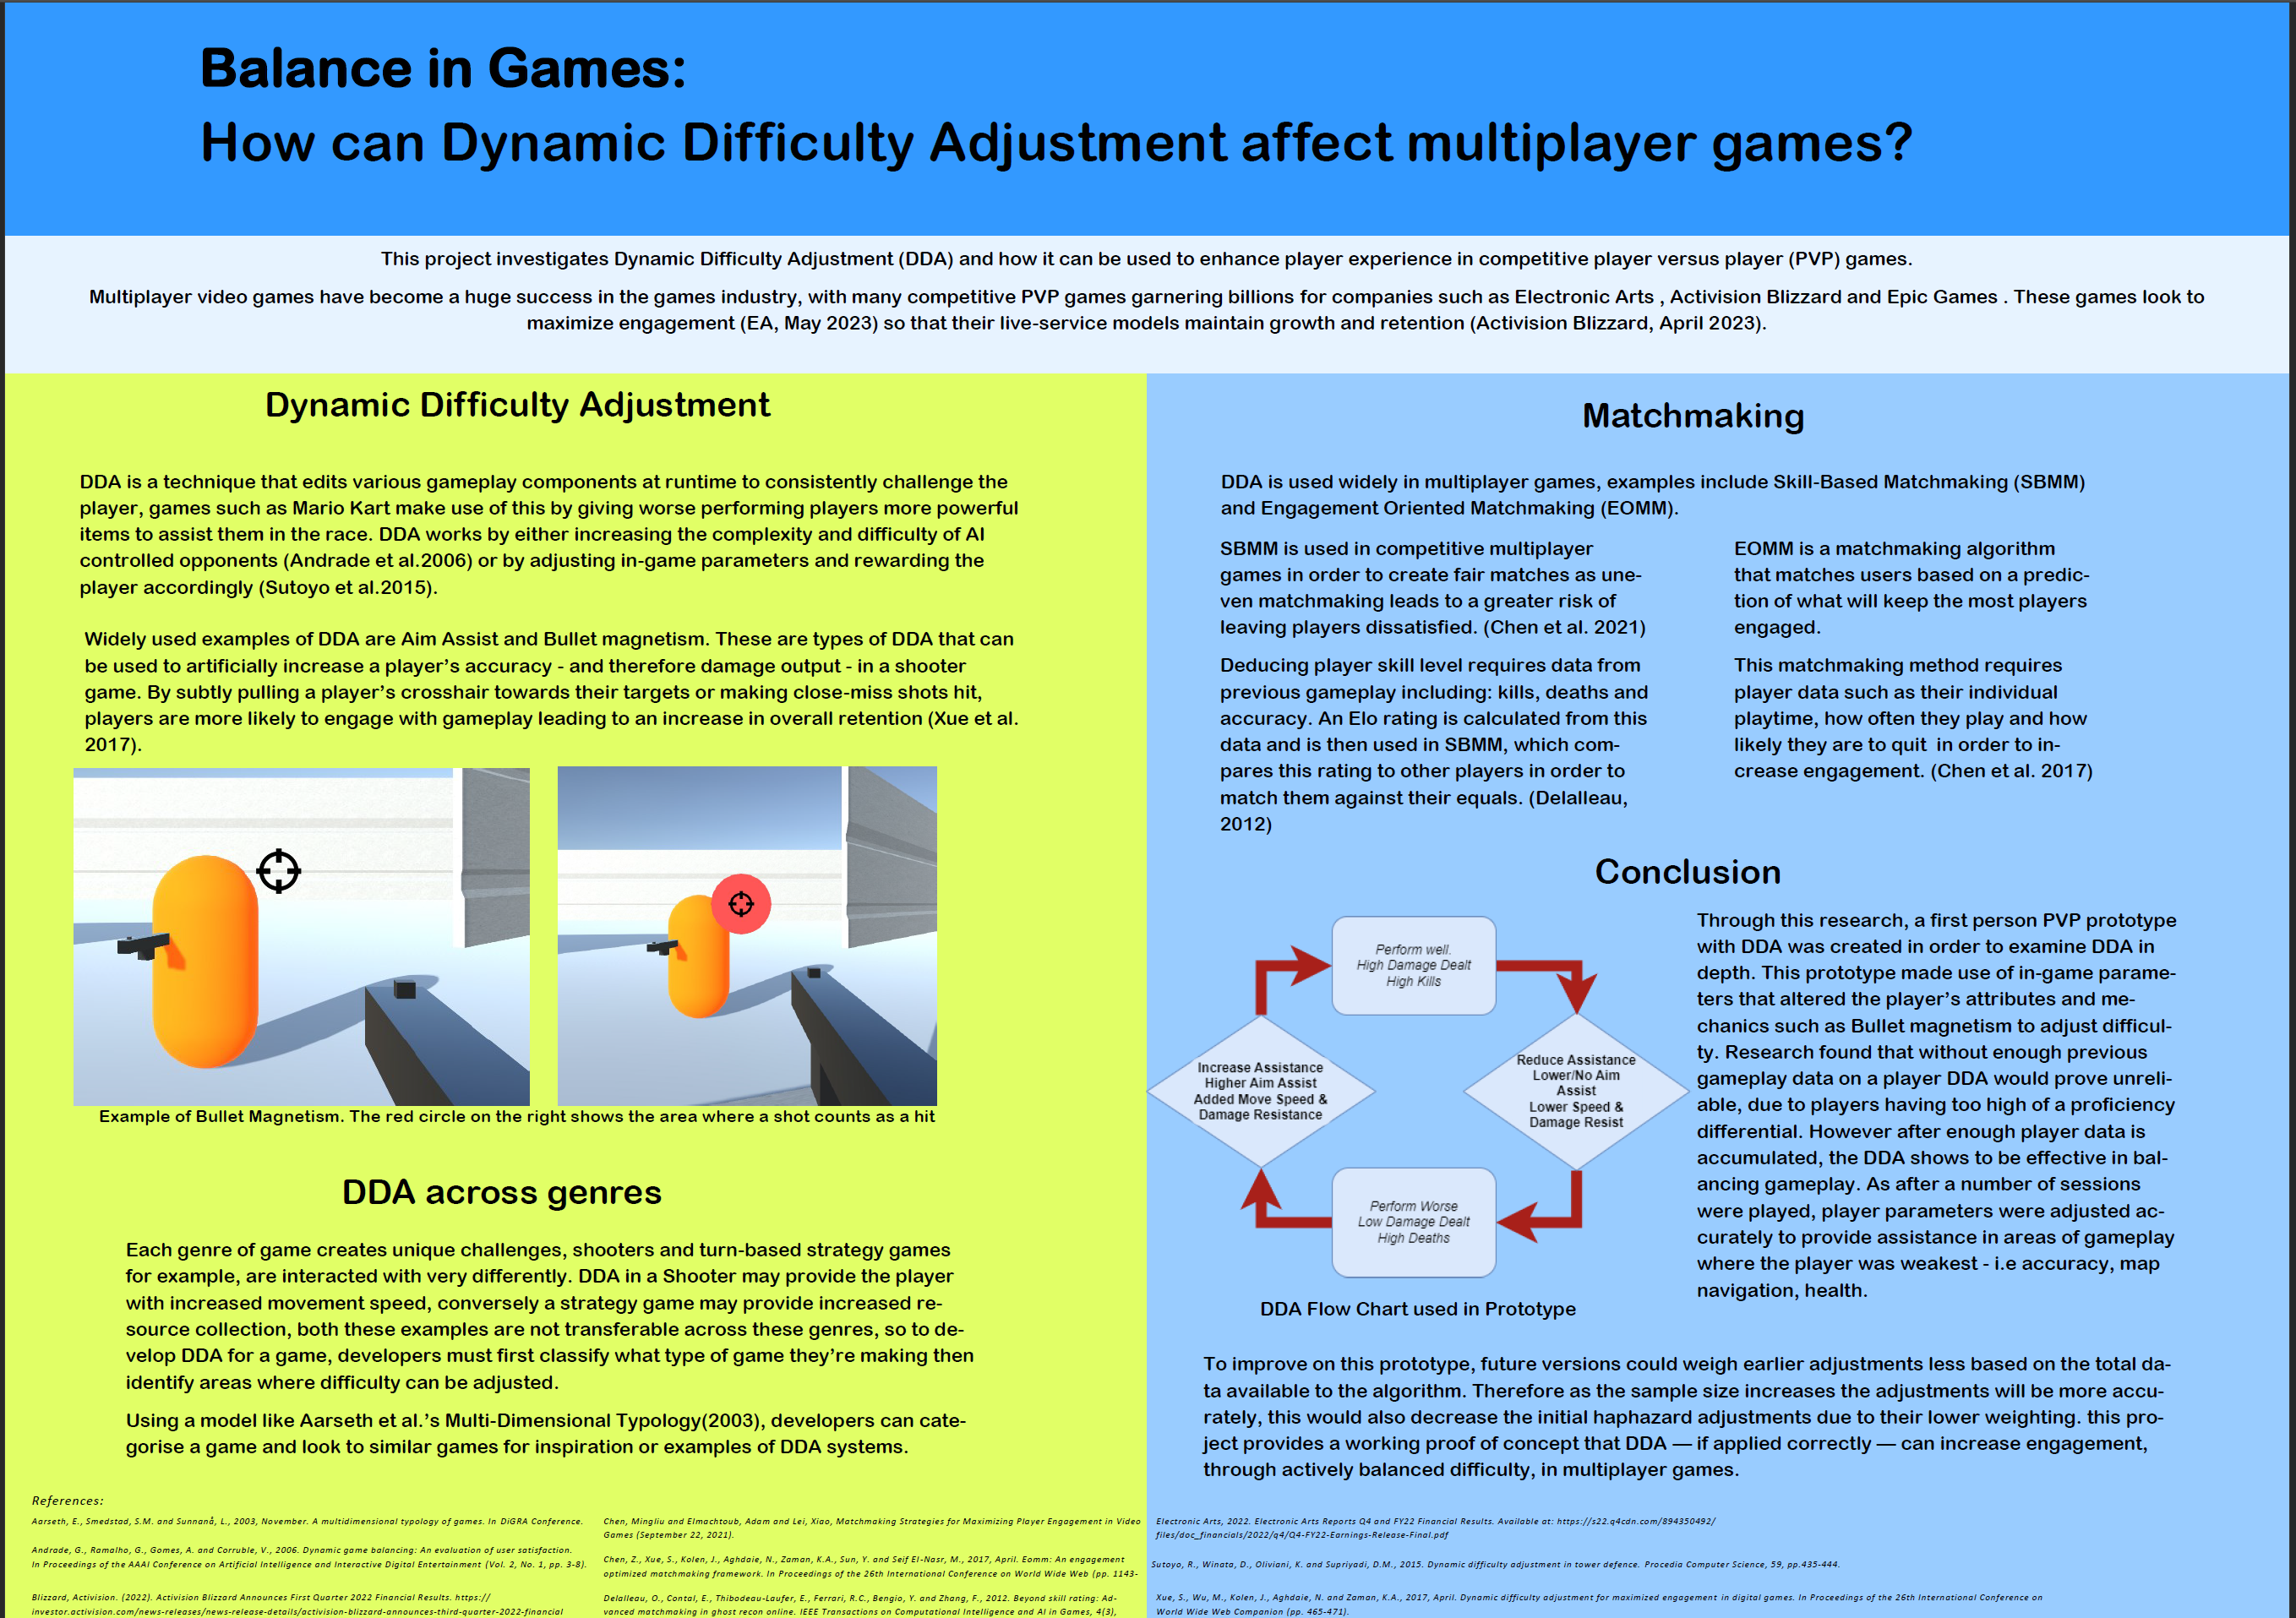 Balance in Games:
How can Dynamic Difficulty Adjustment affect multiplayer games?
This project investigates Dynamic Difficulty Adjustment (DDA) and how it can be used to enhance player experience in competitive player versus player (PVP) games.
Multiplayer video games have become a huge success in the games industry, with many competitive PVP games garnering billions for companies such as Electronic Arts , Activision Blizzard and Epic Games . These games look to
maximize engagement (EA, May 2023) so that their live-service models maintain growth and retention (Activision Blizzard, April 2023).
Dynamic Difficulty Adjustment
DDA is a technique that edits various gameplay components at runtime to consistently challenge the
player, games such as Mario Kart make use of this by giving worse performing players more powerful
items to assist them in the race. DDA works by either increasing the complexity and difficulty of AI
controlled opponents (Andrade et al.2006) or by adjusting in-game parameters and rewarding the
player accordingly (Sutoyo et al.2015).
Widely used examples of DDA are Aim Assist and Bullet magnetism. These are types of DDA that can
be used to artificially increase a player's accuracy - and therefore damage output - in a shooter
game. By subtly pulling a player's crosshair towards their targets or making close-miss shots hit,
players are more likely to engage with gameplay leading to an increase in overall retention (Xue et al.
2017).
Example of Bullet Magnetism. The red circle on the right shows the area where a shot counts as a hit
DDA across genres
Each genre of game creates unique challenges, shooters and turn-based strategy games
for example, are interacted with very differently. DDA in a Shooter may provide the player
with increased movement speed, conversely a strategy game may provide increased re-
source collection, both these examples are not transferable across these genres, so to de-
velop DDA for a game, developers must first classify what type of game they're making then
identify areas where difficulty can be adjusted.
Using a model like Aarseth et al.'s Multi-Dimensional Typology(2003), developers can cate-
gorise a game and look to similar games for inspiration or examples of DDA systems.
Matchmaking
DDA is used widely in multiplayer games, examples include Skill-Based Matchmaking (SBMM)
and Engagement Oriented Matchmaking (EOMM).
SBMM is used in competitive multiplayer
games in order to create fair matches as une-
ven matchmaking leads to a greater risk of
leaving players dissatisfied. (Chen et al. 2021)
Deducing player skill level requires data from
previous gameplay including: kills, deaths and
accuracy. An Elo rating is calculated from this
data and is then used in SBMM, which com-
pares this rating to other players in order to
match them against their equals. (Delalleau,
2012)
EOMM is a matchmaking algorithm
that matches users based on a predic-
tion of what will keep the most players
engaged.
This matchmaking method requires
player data such as their individual
playtime, how often they play and how
likely they are to quit  in order to in-
crease engagement. (Chen et al. 2017)
Conclusion
Perform well.
High Damage Dealt
High Kills
Increase Assistance
Higher Aim Assist
Added Move Speed &
Damage Resistance
Reduce Assistance
Lower/No Aim
Assist
Lower Speed &
Damage Resist
Perform Worse
Low Damage Dealt
High Deaths
DDA Flow Chart used in Prototype
Through this research, a first person PVP prototype
with DDA was created in order to examine DDA in
depth. This prototype made use of in-game parame-
ters that altered the player's attributes and me-
chanics such as Bullet magnetism to adjust difficul-
ty. Research found that without enough previous
gameplay data on a player DDA would prove unreli-
able, due to players having too high of a proficiency
differential. However after enough player data is
accumulated, the DDA shows to be effective in bal-
ancing gameplay. As after a number of sessions
were played, player parameters were adjusted ac-
curately to provide assistance in areas of gameplay
where the player was weakest - i.e accuracy, map
navigation, health.
To improve on this prototype, future versions could weigh earlier adjustments less based on the total da-
ta available to the algorithm. Therefore as the sample size increases the adjustments will be more accu-
rately, this would also decrease the initial haphazard adjustments due to their lower weighting. this pro-
ject provides a working proof of concept that DDA — if applied correctly — can increase engagement,
through actively balanced difficulty, in multiplayer games.
References:
Aarseth, E., Smedstad, S.M. and Sunnanå, L., 2003, November. A multidimensional typology of games. In DiGRA Conference.
Andrade, G., Ramalho, G., Gomes, A. and Corruble, V., 2006. Dynamic game balancing: An evaluation of user satisfaction.
In Proceedings of the AAAI Conference on Artificial Intelligence and Interactive Digital Entertainment (Vol. 2, No. 1, pp. 3-8).
Blizzard, Activision. (2022). Activision Blizzard Announces First Quarter 2022 Financial Results. https://
investor.activision.com/news-releases/news-release-details/activision-blizzard-announces-third-quarter-2022-financial
Chen, Mingliu and Elmachtoub, Adam and Lei, Xiao, Matchmaking Strategies for Maximizing Player Engagement in Video
Games (September 22, 2021).
Chen, Z., Xue, S., Kolen, J., Aghdaie, N., Zaman, K.A., Sun, Y. and Seif El-Nasr, M., 2017, April. Eomm: An engagement
optimized matchmaking framework. In Proceedings of the 26th International Conference on World Wide Web (pp. 1143-
Delalleau, O., Contal, E., Thibodeau-Laufer, E., Ferrari, R.C., Bengio, Y. and Zhang, F., 2012. Beyond skill rating: Ad-
vanced matchmaking in ghost recon online. IEEE Transactions on Computational Intelligence and AI in Games, 4(3),
Electronic Arts, 2022. Electronic Arts Reports Q4 and FY22 Financial Results. Available at: https://s22.q4cdn.com/894350492/
files/doc_financials/2022/q4/Q4-FY22-Earnings-Release-Final.pdf
Sutoyo, R., Winata, D., Oliviani, K. and Supriyadi, D.M., 2015. Dynamic difficulty adjustment in tower defence. Procedia Computer Science, 59, pp.435-444.
Xue, S., Wu, M., Kolen, J., Aghdaie, N. and Zaman, K.A., 2017, April. Dynamic difficulty adjustment for maximized engagement in digital games. In Proceedings of the 26th International Conference on
World Wide Web Companion (pp. 465-471).